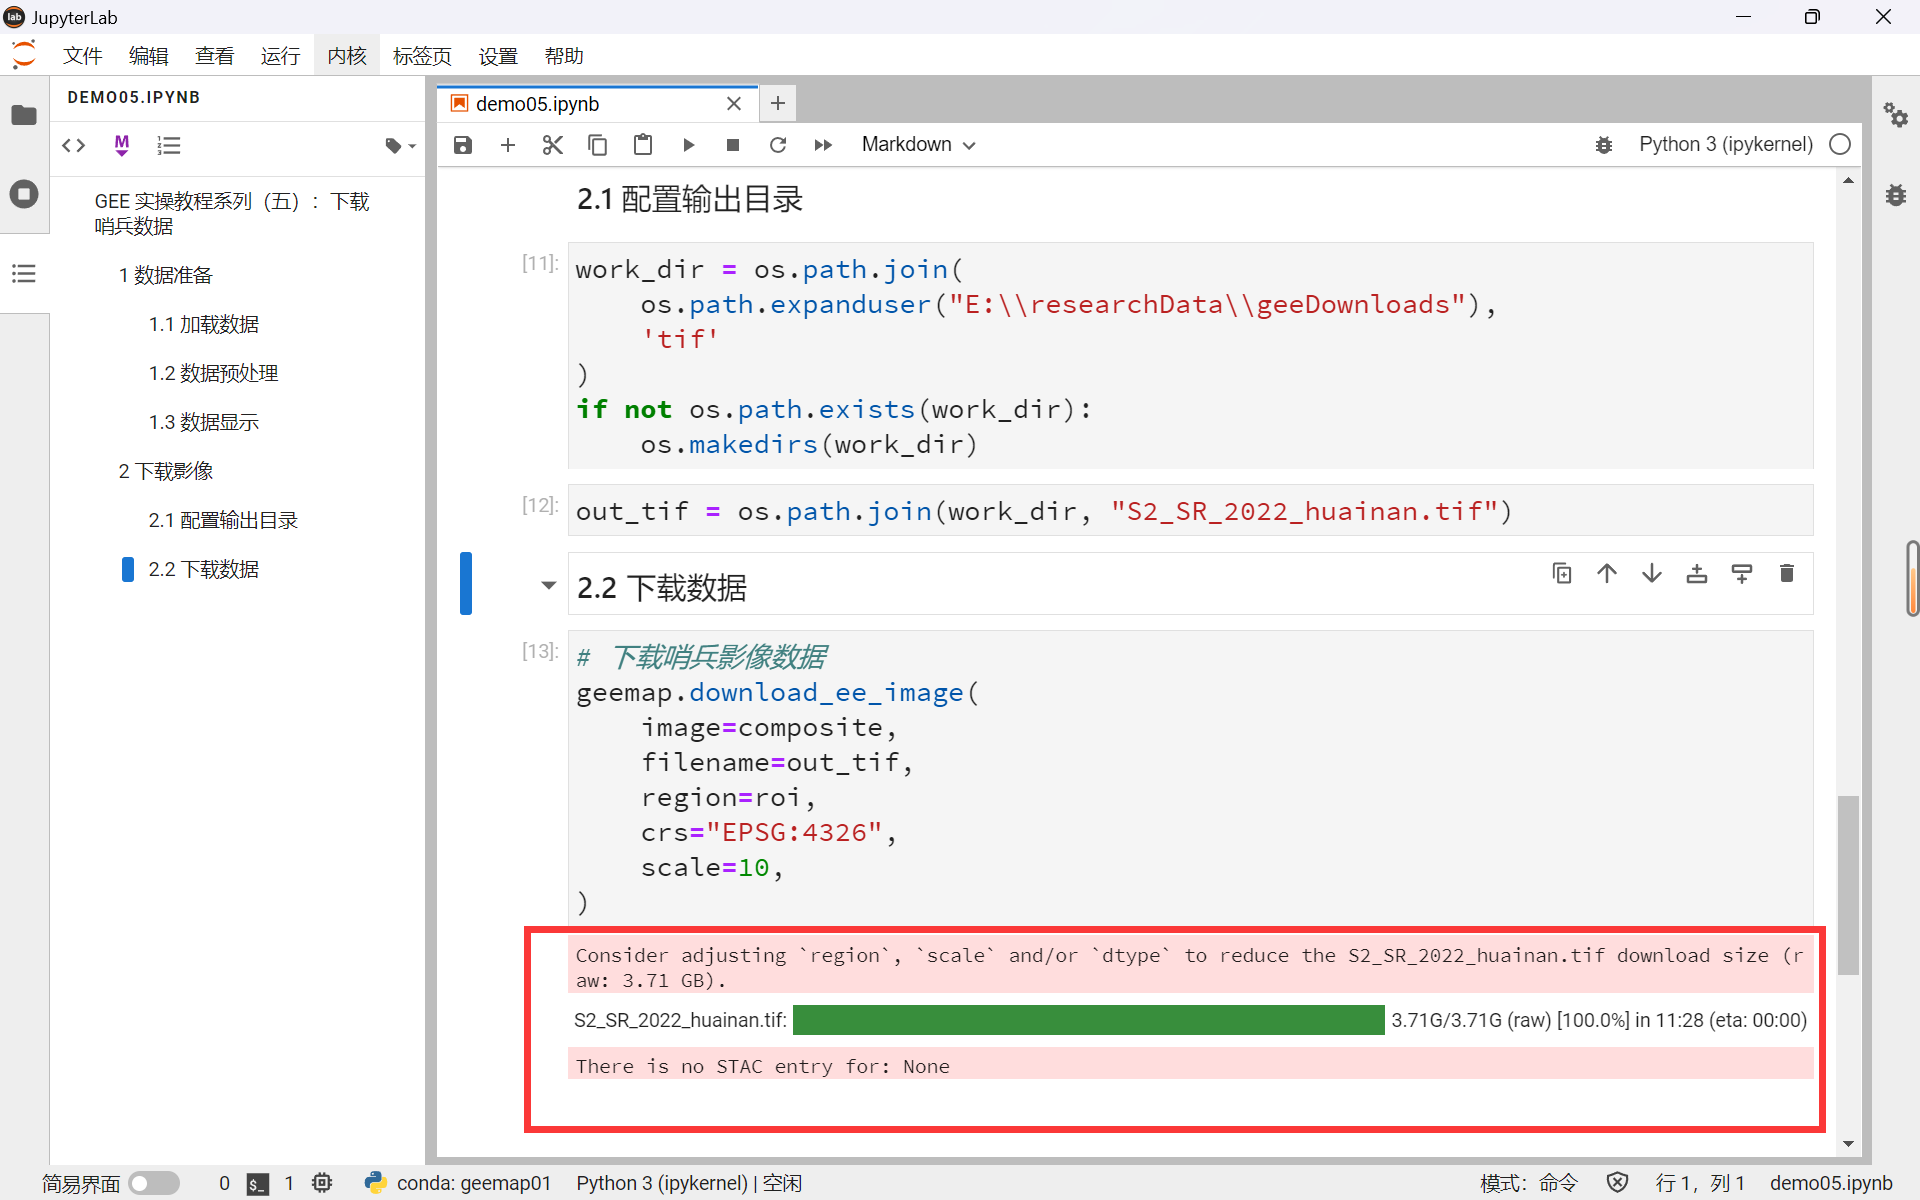 lab JupyterLab
文件 编辑 查看 运行 内核 标签页 设置 帮助
DEMO05.IPYNB
M
GEE 实操教程系列（五）：下载
哨兵数据
1 数据准备
1.1 加载数据
1.2 数据预处理
1.3 数据显示
2 下载影像
2.1 配置输出目录
2.2 下载数据
demo05.ipynb
Markdown
Python 3 (ipykernel)
2.1 配置输出目录
[11]:
work_dir = os.path.join(
    os.path.expanduser("E:\\researchData\\geeDownloads"),
    'tif'
)
if not os.path.exists(work_dir):
    os.makedirs(work_dir)
[12]:
out_tif = os.path.join(work_dir, "S2_SR_2022_huainan.tif")
2.2 下载数据
[13]:
# 下载哨兵影像数据
geemap.download_ee_image(
    image=composite,
    filename=out_tif,
    region=roi,
    crs="EPSG:4326",
    scale=10,
)
Consider adjusting `region`, `scale` and/or `dtype` to reduce the S2_SR_2022_huainan.tif download size (r
aw: 3.71 GB).
S2_SR_2022_huainan.tif: 3.71G/3.71G (raw) [100.0%] in 11:28 (eta: 00:00)
There is no STAC entry for: None
简易界面 0 $_ 1 conda: geemap01 Python 3 (ipykernel) | 空闲 模式：命令 行 1，列 1 demo05.ipynb